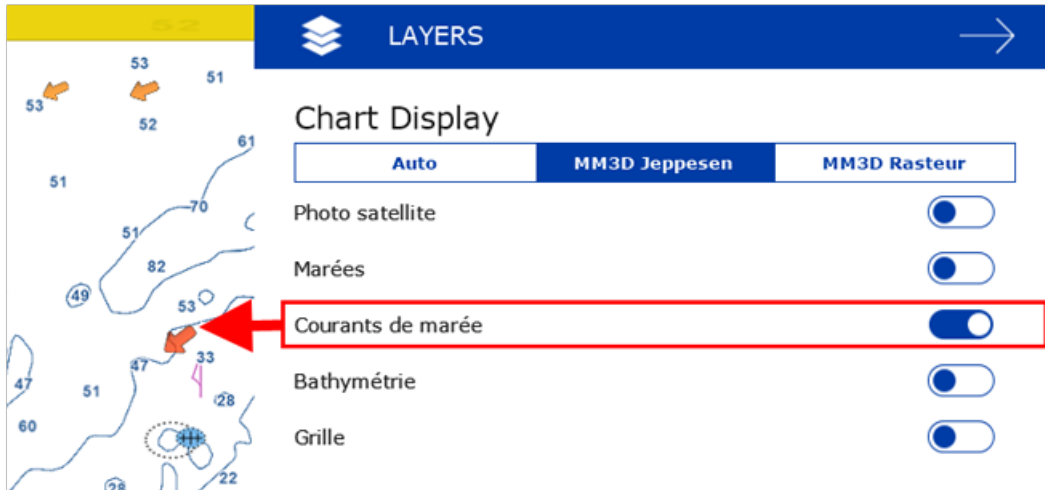 LAYERS
Chart Display
Auto MM3D Jeppesen MM3D Rasteur
Photo satellite
Marées
Courants de marée
Bathymétrie
Grille
52
53
51
53
52
61
51
70
51
82
49
53
47
33
47
51
28
60
22
28